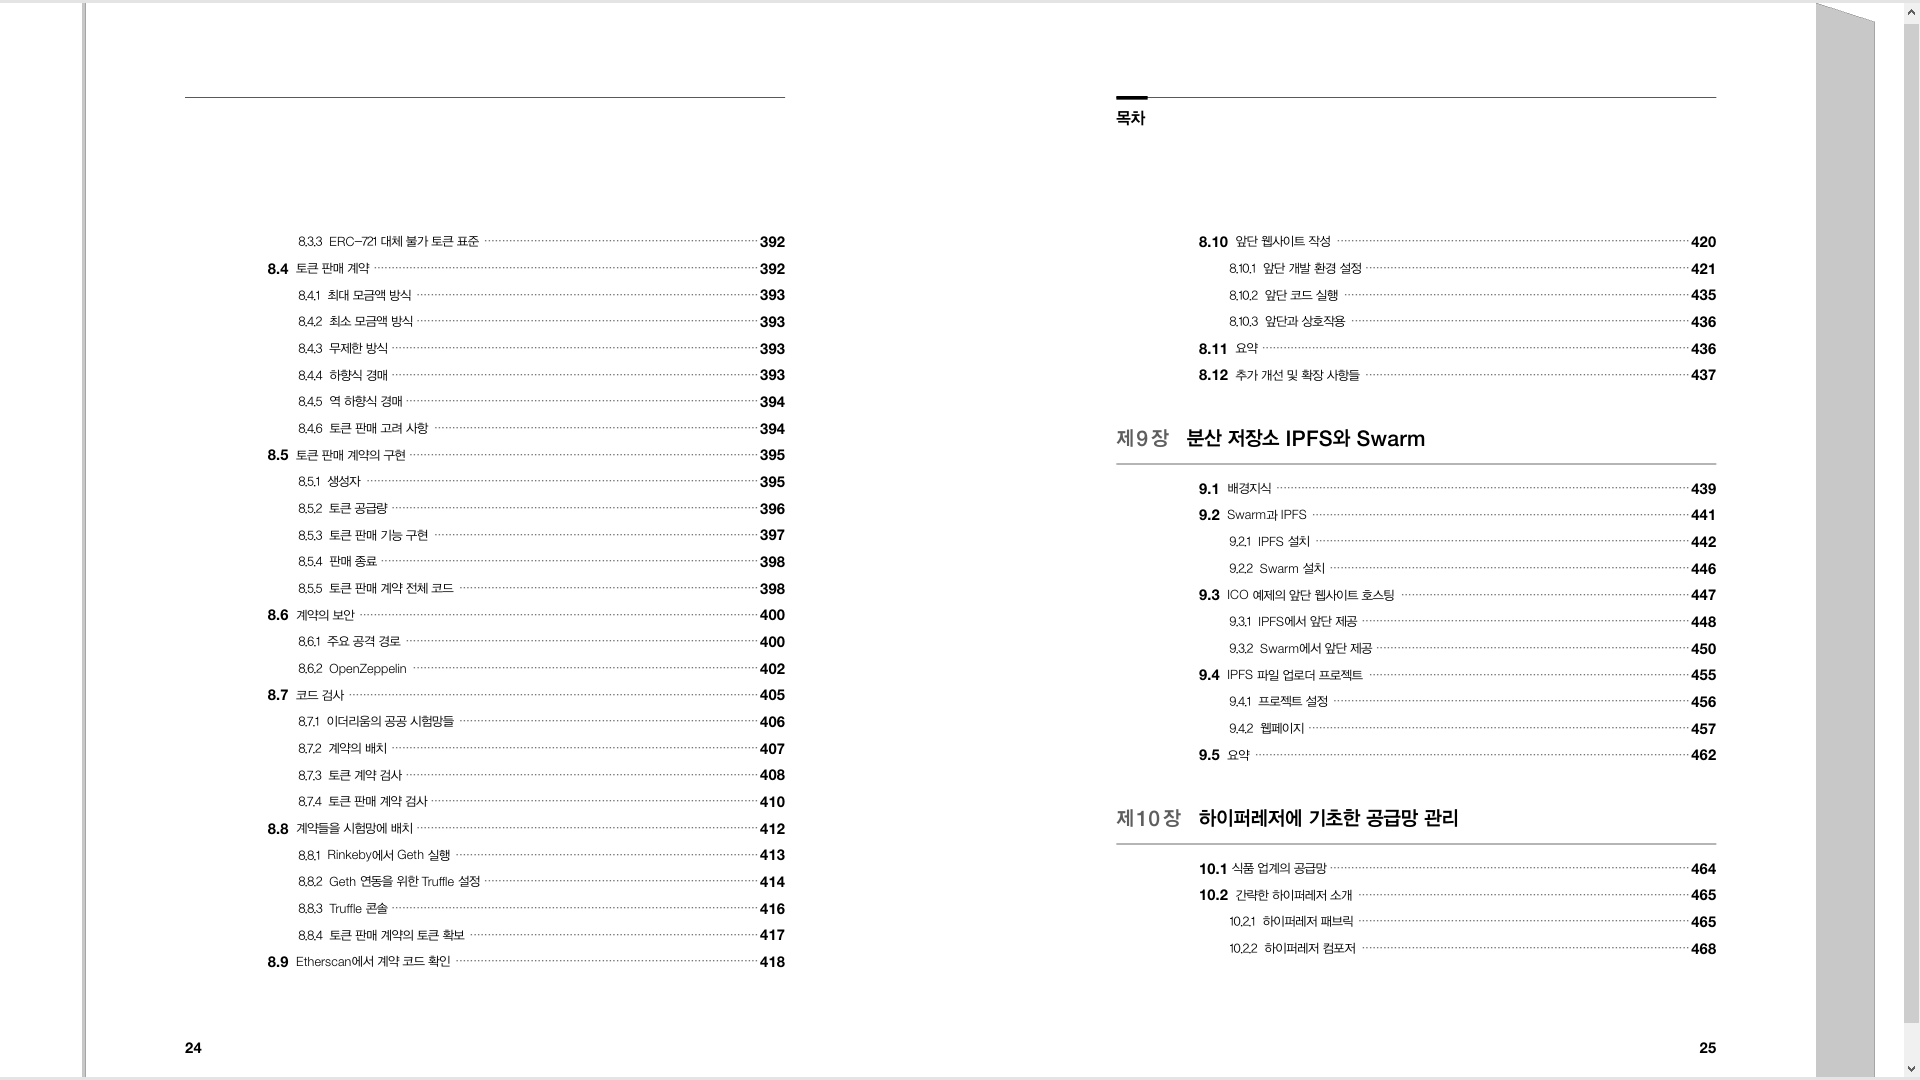 8.3.3 ERC-721 대체 불가 토큰 표준 392
8.4 토큰 판매 계약 392
8.4.1 최대 모금액 방식 393
8.4.2 최소 모금액 방식 393
8.4.3 무제한 방식 393
8.4.4 하향식 경매 393
8.4.5 역 하향식 경매 394
8.4.6 토큰 판매 고려 사항 394
8.5 토큰 판매 계약의 구현 395
8.5.1 생성자 395
8.5.2 토큰 공급량 396
8.5.3 토큰 판매 기능 구현 397
8.5.4 판매 종료 398
8.5.5 토큰 판매 계약 전체 코드 398
8.6 계약의 보안 400
8.6.1 주요 공격 경로 400
8.6.2 OpenZeppelin 402
8.7 코드 검사 405
8.7.1 이더리움의 공공 시험망들 406
8.7.2 계약의 배치 407
8.7.3 토큰 계약 검사 408
8.7.4 토큰 판매 계약 검사 410
8.8 계약들을 시험망에 배치 412
8.8.1 Rinkeby에서 Geth 실행 413
8.8.2 Geth 연동을 위한 Truffle 설정 414
8.8.3 Truffle 콘솔 416
8.8.4 토큰 판매 계약의 토큰 확보 417
8.9 Etherscan에서 계약 코드 확인 418
24
목차
8.10 앞단 웹사이트 작성 420
8.10.1 앞단 개발 환경 설정 421
8.10.2 앞단 코드 실행 435
8.10.3 앞단과 상호작용 436
8.11 요약 436
8.12 추가 개선 및 확장 사항들 437
제9장 분산 저장소 IPFS와 Swarm
9.1 배경지식 439
9.2 Swarm과 IPFS 441
9.2.1 IPFS 설치 442
9.2.2 Swarm 설치 446
9.3 ICO 예제의 앞단 웹사이트 호스팅 447
9.3.1 IPFS에서 앞단 제공 448
9.3.2 Swarm에서 앞단 제공 450
9.4 IPFS 파일 업로더 프로젝트 455
9.4.1 프로젝트 설정 456
9.4.2 웹페이지 457
9.5 요약 462
제10장 하이퍼레저에 기초한 공급망 관리
10.1 식품 업계의 공급망 464
10.2 간략한 하이퍼레저 소개 465
10.2.1 하이퍼레저 패브릭 465
10.2.2 하이퍼레저 컴포저 468
25